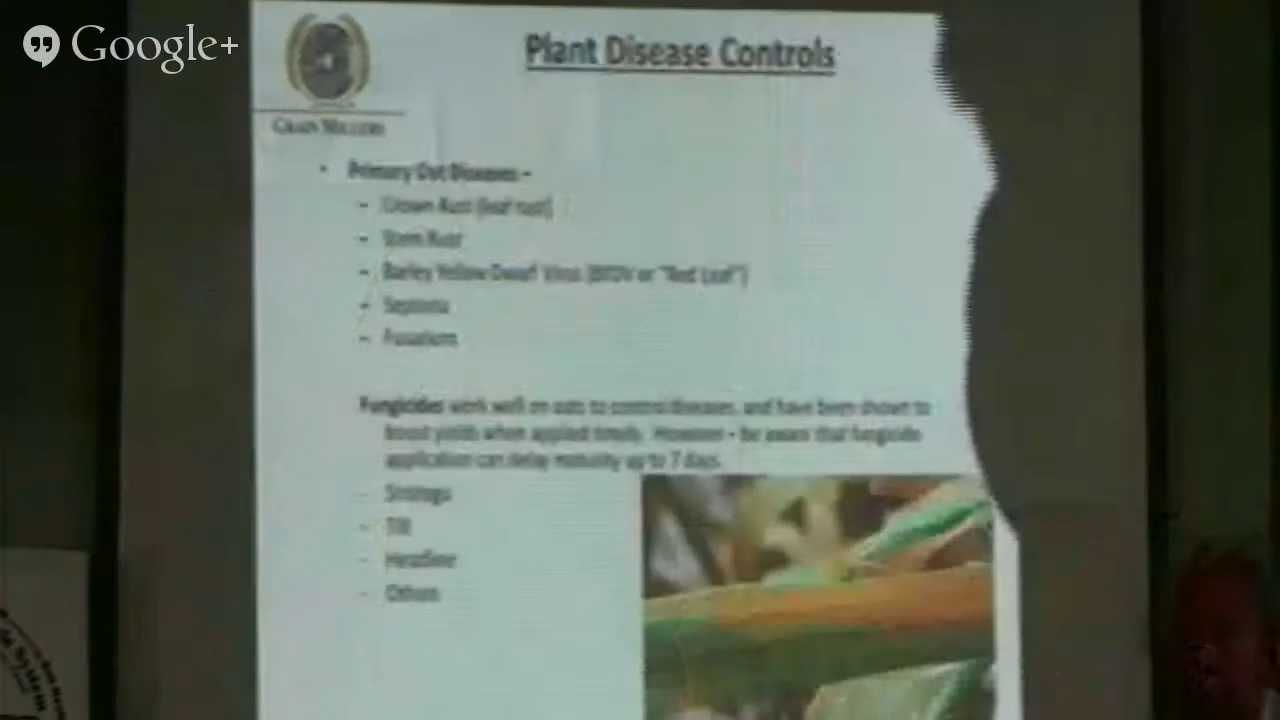 Google+
Plant Disease Controls
GRAIN MILLERS
• Primary Oat Diseases –
– Crown Rust (leaf rust)
– Stem Rust
– Barley Yellow Dwarf Virus (BYDV or "Red Leaf")
– Septoria
– Fusarium
Fungicides work well on oats to control diseases, and have been shown to
boost yields when applied timely. However – be aware that fungicide
application can delay maturity up to 7 days.
– Stratego
– Tilt
– Headline
– Others